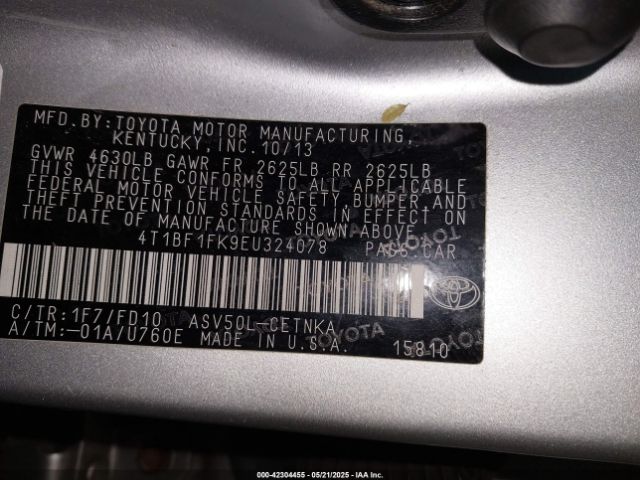 MFD. BY: TOYOTA MOTOR MANUFACTURING,
KENTUCKY, INC. 10/13
GVWR 4630LB GAWR FR 2625LB RR 2625LB
THIS VEHICLE CONFORMS TO ALL APPLICABLE
FEDERAL MOTOR VEHICLE SAFETY BUMPER AND
THEFT PREVENTION STANDARDS IN EFFECT ON
THE DATE OF MANUFACTURE SHOWN ABOVE.
4T1BF1FK9EU324078 PASS. CAR
TOYOTA
C/TR: 1F7/FD10 ASV50L-CETNKA
A/TM: -01A/U760E MADE IN U.S.A. 15810
000-42304455 - 05/21/2025 - IAA Inc.